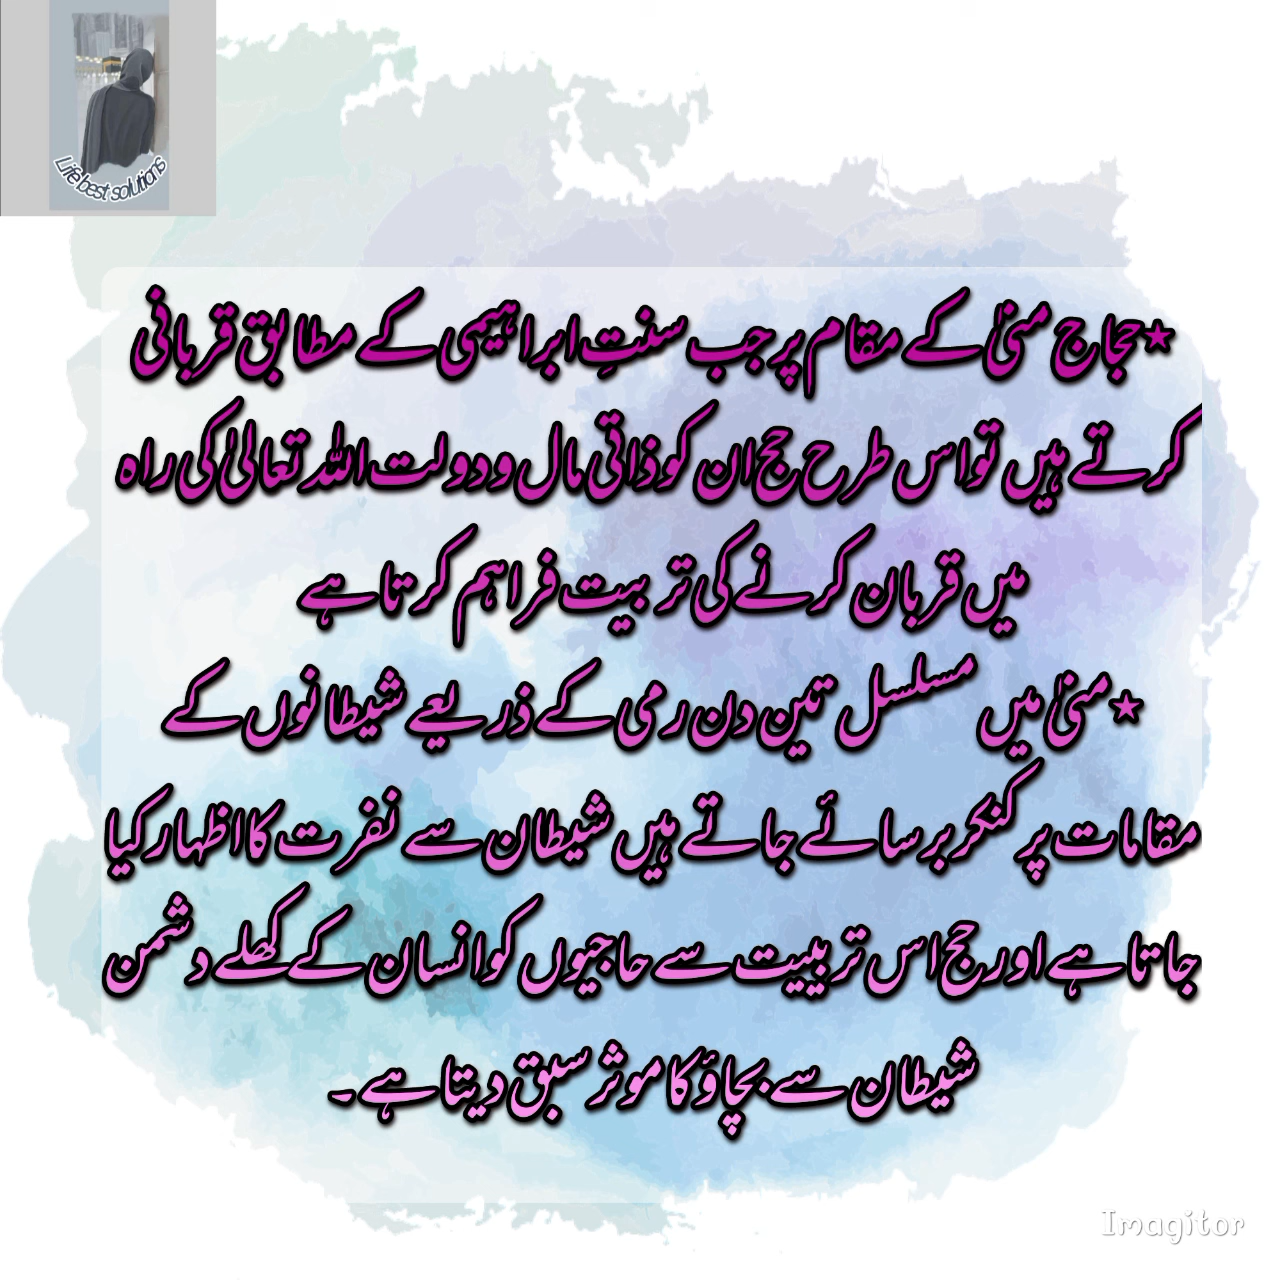 Life best solutions
★حجاج منیٰ کے مقام پر جب سنتِ ابراہیمی کے مطابق قربانی
کرتے ہیں تو اس طرح حج ان کو ذاتی مال و دولت اللہ تعالیٰ کی راہ
میں قربان کرنے کی تربیت فراہم کرتا ہے
★منیٰ میں مسلسل تین دن رمی کے ذریعے شیطانوں کے
مقامات پر کنکر برسائے جاتے ہیں شیطان سے نفرت کا اظہار کیا
جاتا ہے اور حج اس تربیت سے حاجیوں کو انسان کے کھلے دشمن
شیطان سے بچاؤ کا موثر سبق دیتا ہے ۔
Imagitor